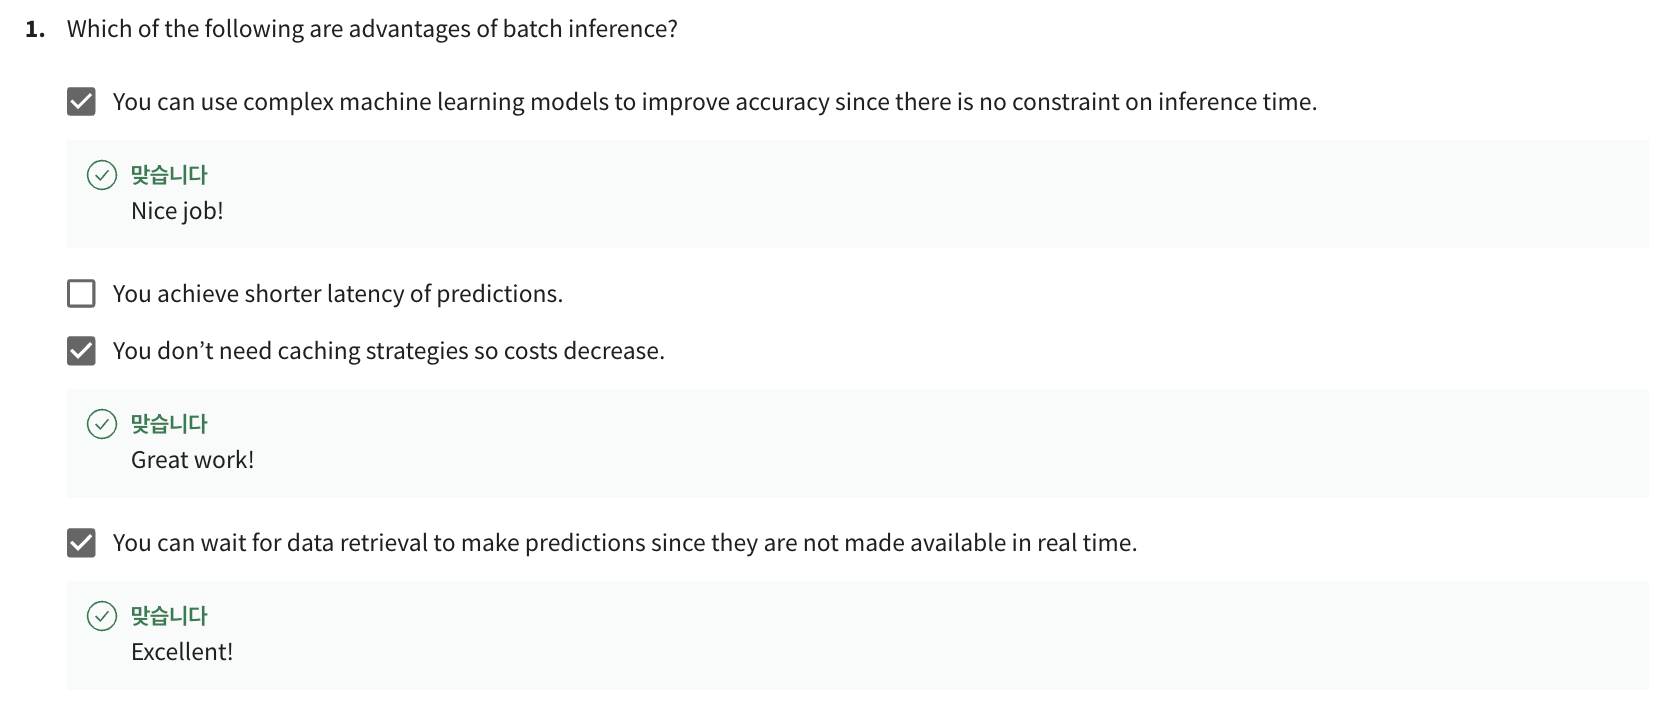 1. Which of the following are advantages of batch inference?
You can use complex machine learning models to improve accuracy since there is no constraint on inference time.
맞습니다
Nice job!
You achieve shorter latency of predictions.
You don’t need caching strategies so costs decrease.
맞습니다
Great work!
You can wait for data retrieval to make predictions since they are not made available in real time.
맞습니다
Excellent!